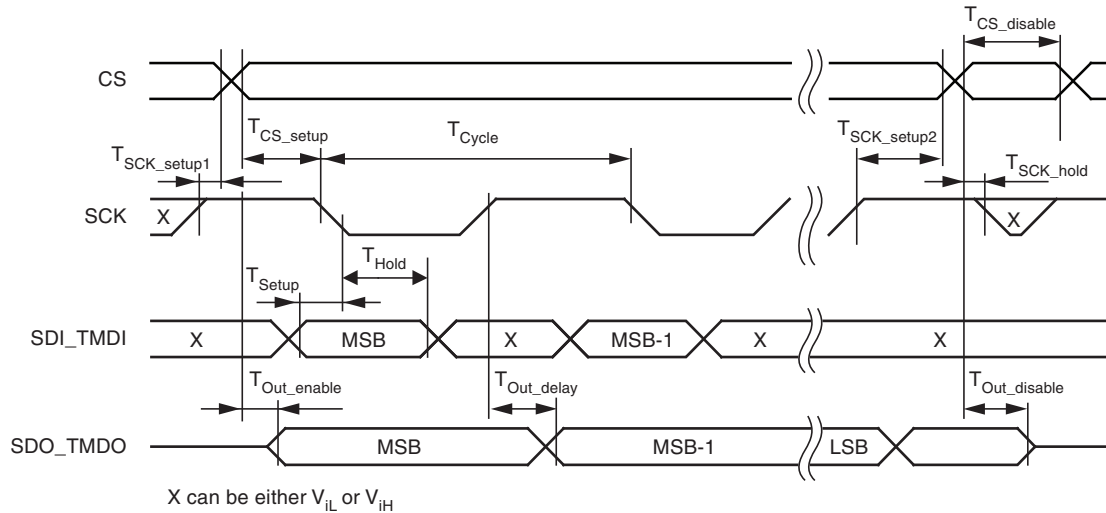 T_CS_disable
CS
T_CS_setup
T_Cycle
T_SCK_setup2
T_SCK_setup1
T_SCK_hold
SCK
X
X
T_Hold
T_Setup
SDI_TMDI
X
MSB
X
MSB-1
X
X
T_Out_enable
T_Out_delay
T_Out_disable
SDO_TMDO
MSB
MSB-1
LSB
X can be either V_iL or V_iH